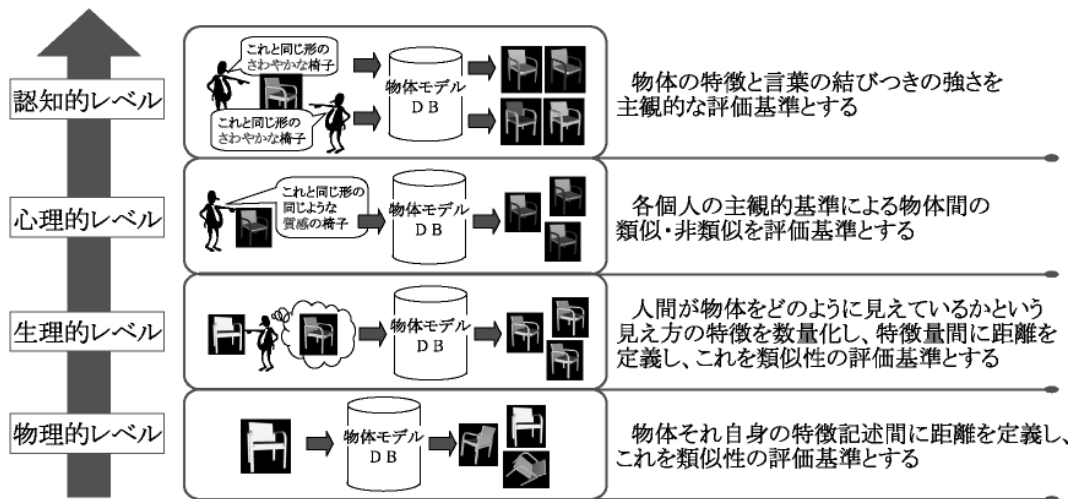 認知的レベル
これと同じ形の
さわやかな椅子
これと同じ形の
さわやかな椅子
物体モデル
DB
物体の特徴と言葉の結びつきの強さを
主観的な評価基準とする
心理的レベル
これと同じ形の
同じような
質感の椅子
物体モデル
DB
各個人の主観的基準による物体間の
類似・非類似を評価基準とする
生理的レベル
物体モデル
DB
人間が物体をどのように見えているかという
見え方の特徴を数量化し、特徴量間に距離を
定義し、これを類似性の評価基準とする
物理的レベル
物体モデル
DB
物体それ自身の特徴記述間に距離を定義し、
これを類似性の評価基準とする